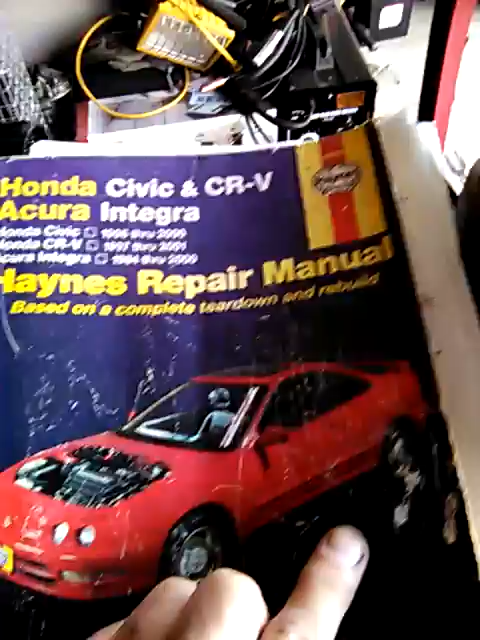 Honda Civic & CR-V
Acura Integra
Honda Civic □ 1996 thru 2000
Honda CR-V □ 1997 thru 2001
Acura Integra □ 1994 thru 2000
Haynes Repair Manual
Based on a complete teardown and rebuild